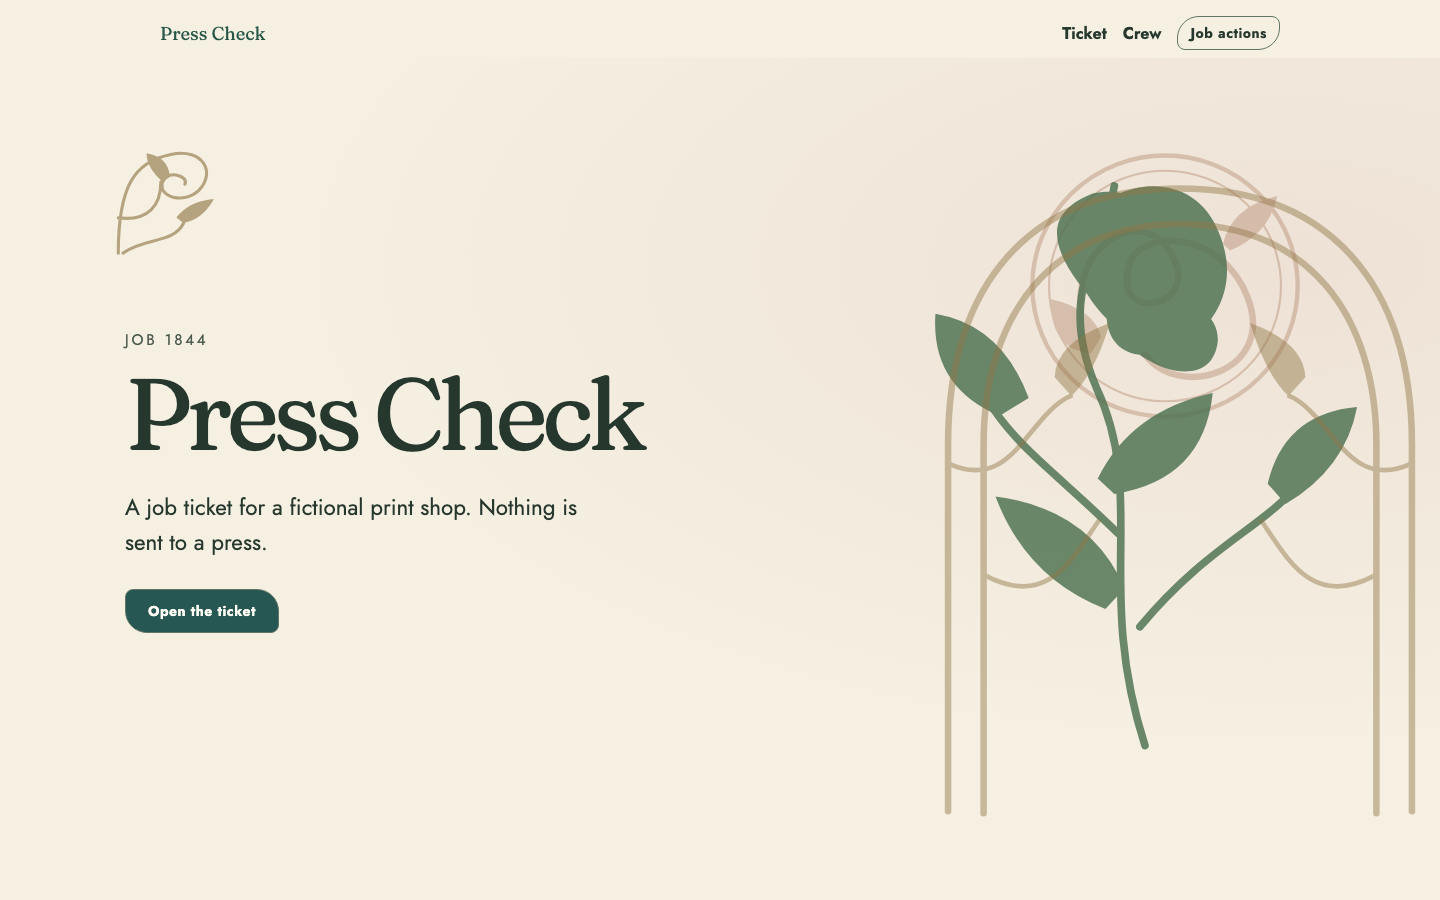 Press Check
Ticket
Crew
Job actions
JOB 1844
Press Check
A job ticket for a fictional print shop. Nothing is
sent to a press.
Open the ticket